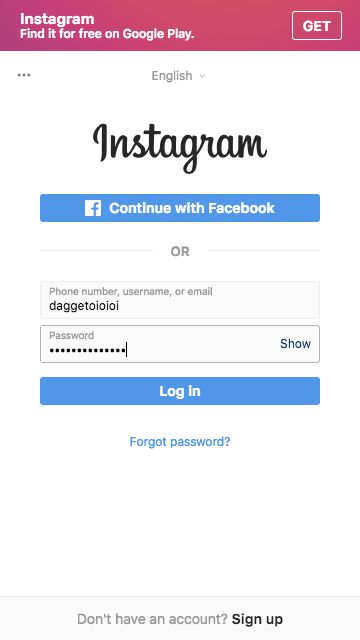 Instagram
Find it for free on Google Play.
GET
English
Instagram
Continue with Facebook
OR
Phone number, username, or email
daggetoioioi
Password
••••••••••••••
Show
Log in
Forgot password?
Don't have an account? Sign up